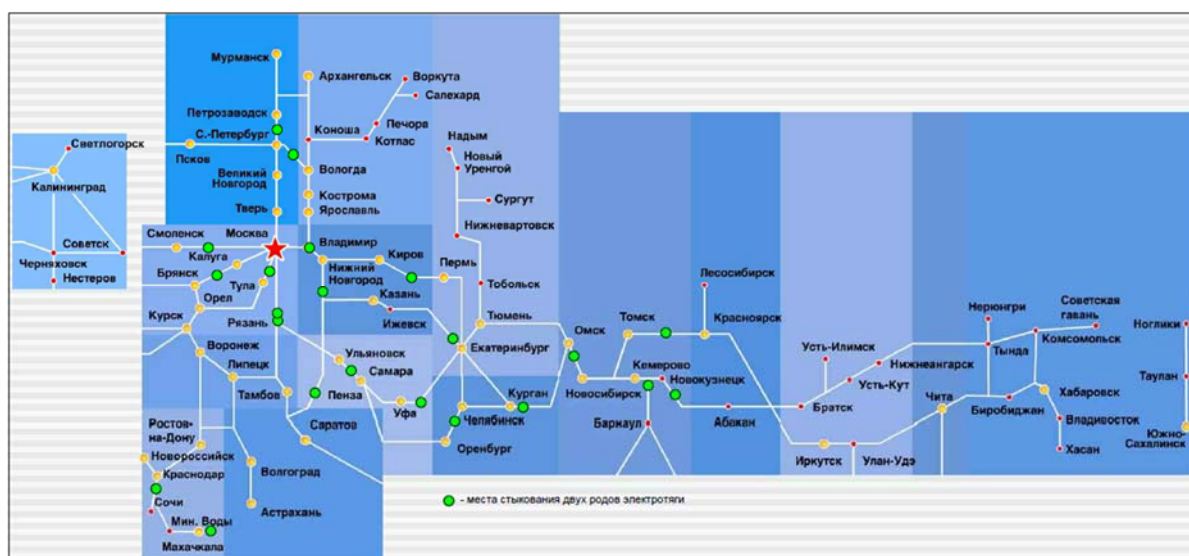 Мурманск
Архангельск
Воркута
Салехард
Петрозаводск
Печора
Коноша
Котлас
С.-Петербург
Псков
Вологда
Великий
Новгород
Кострома
Ярославль
Тверь
Надым
Новый
Уренгой
Сургут
Нижневартовск
Светлогорск
Калининград
Советск
Черняховск
Нестеров
Смоленск
Москва
Владимир
Калуга
Брянск
Нижний
Новгород
Киров
Пермь
Тула
Казань
Тобольск
Орел
Курск
Рязань
Ижевск
Тюмень
Воронеж
Екатеринбург
Липецк
Ульяновск
Самара
Тамбов
Пенза
Уфа
Курган
Челябинск
Саратов
Оренбург
Ростов-
на-Дону
Новороссийск
Краснодар
Волгоград
Сочи
Астрахань
Мин. Воды
Махачкала
Лесосибирск
Томск
Красноярск
Омск
Кемерово
Новокузнецк
Новосибирск
Барнаул
Абакан
Усть-Илимск
Нижнеангарск
Усть-Кут
Братск
Иркутск
Улан-Удэ
Нерюнгри
Советская
гавань
Тында
Комсомольск
Чита
Биробиджан
Хабаровск
Владивосток
Хасан
Ноглики
Таулан
Южно-
Сахалинск
- места стыкования двух родов электротяги